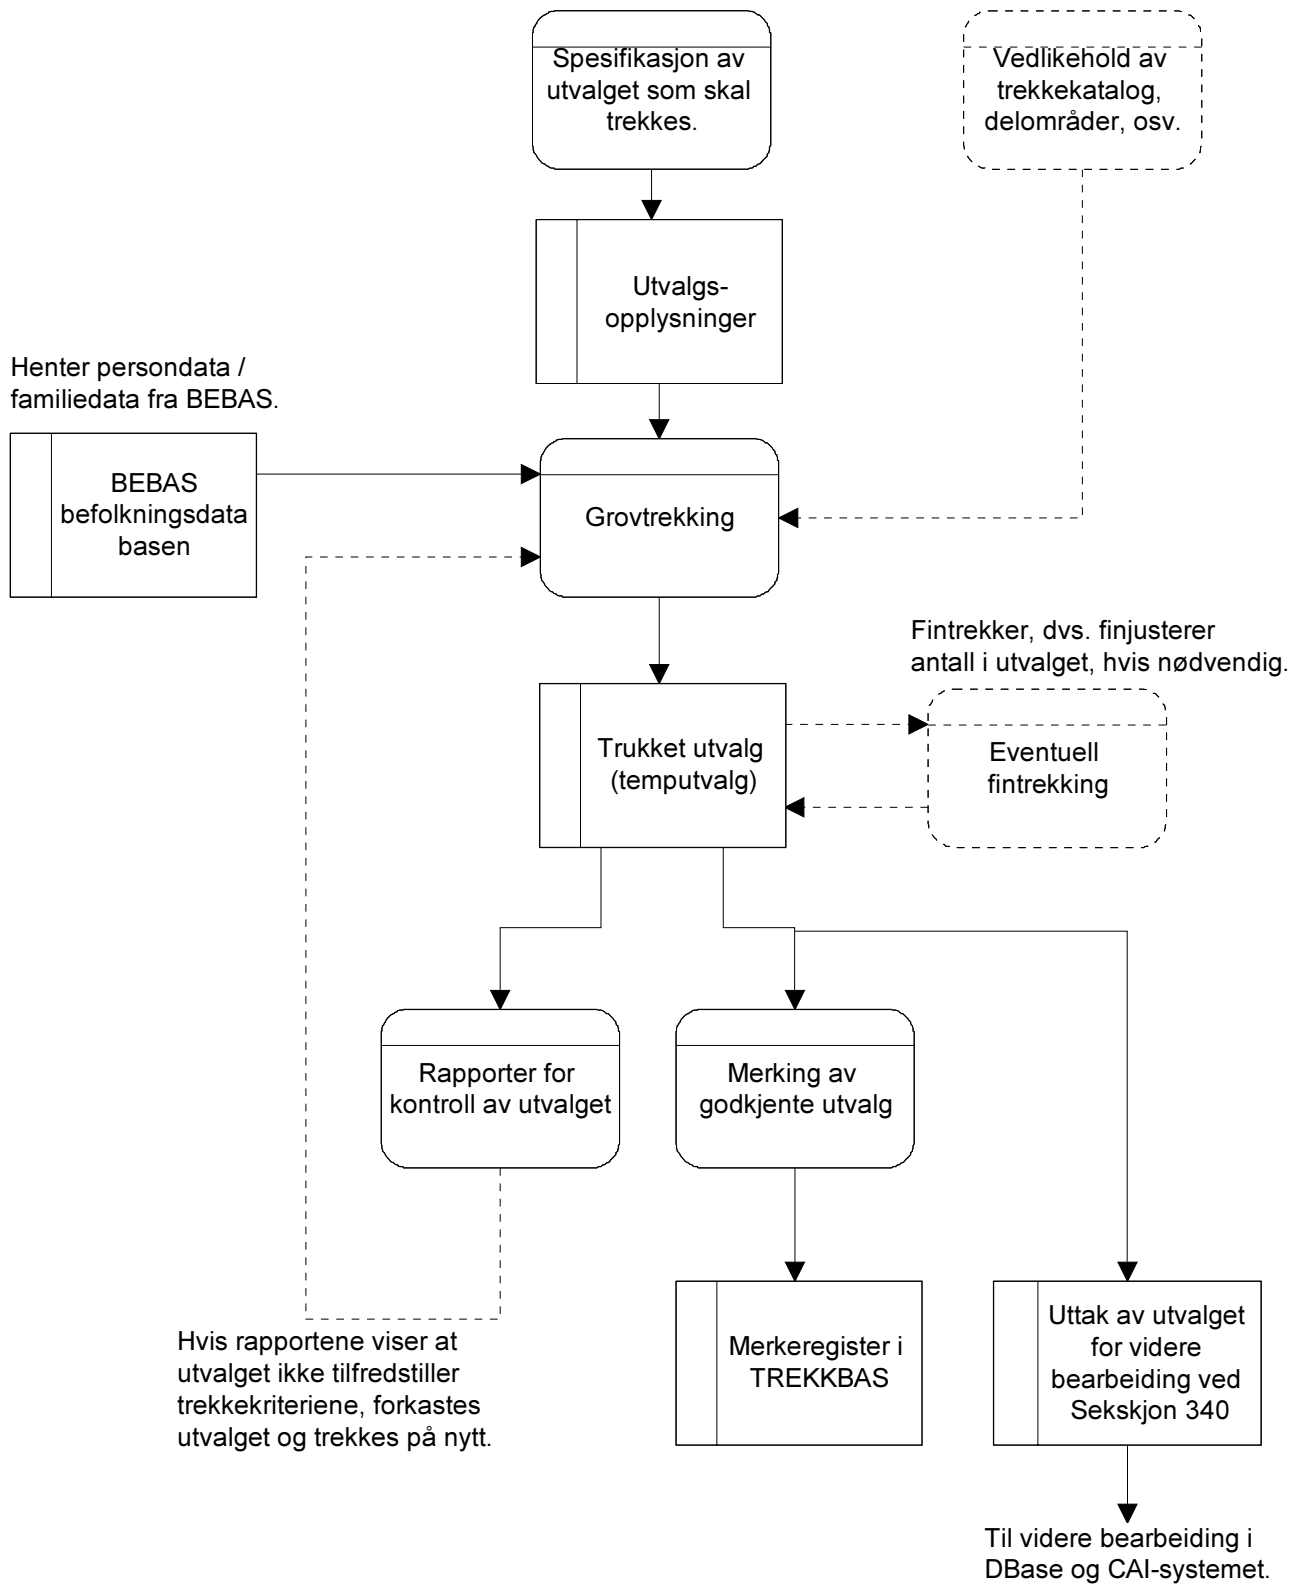 Spesifikasjon av
utvalget som skal
trekkes.
Vedlikehold av
trekkekatalog,
delområder, osv.
Utvalgs-
opplysninger
Henter persondata /
familiedata fra BEBAS.
BEBAS
befolkningsdata
basen
Grovtrekking
Fintrekker, dvs. finjusterer
antall i utvalget, hvis nødvendig.
Trukket utvalg
(temputvalg)
Eventuell
fintrekking
Rapporter for
kontroll av utvalget
Merking av
godkjente utvalg
Hvis rapportene viser at
utvalget ikke tilfredstiller
trekkekriteriene, forkastes
utvalget og trekkes på nytt.
Merkeregister i
TREKKBAS
Uttak av utvalget
for videre
bearbeiding ved
Sekskjon 340
Til videre bearbeiding i
DBase og CAI-systemet.